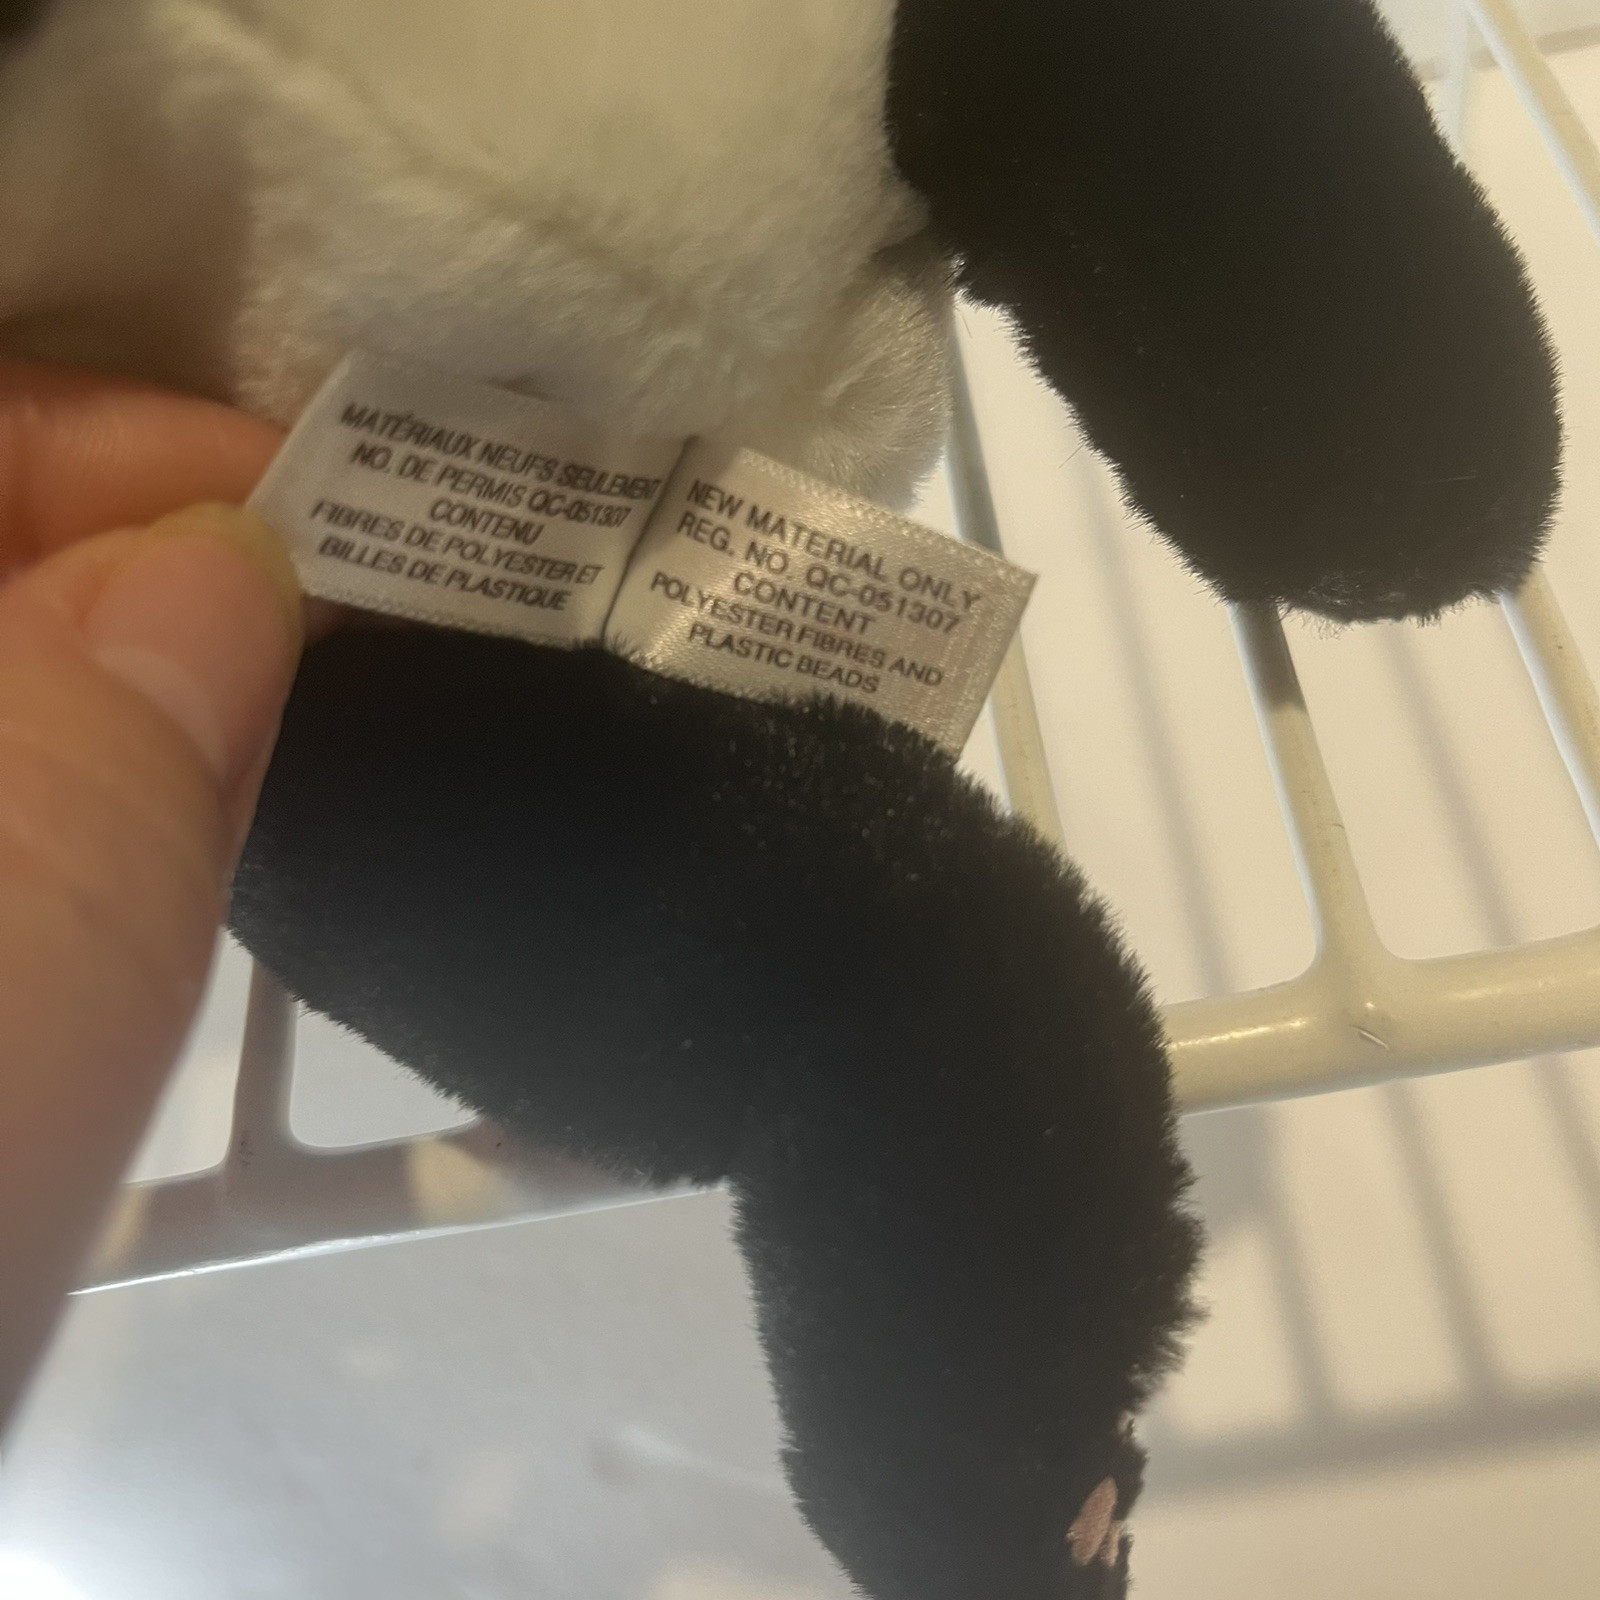 MATÉRIAUX NEUFS SEULEMENT
NO. DE PERMIS QC-051307
CONTENU
FIBRES DE POLYESTER ET
BILLES DE PLASTIQUE
NEW MATERIAL ONLY
REG. NO. QC-051307
CONTENT
POLYESTER FIBRES AND
PLASTIC BEADS